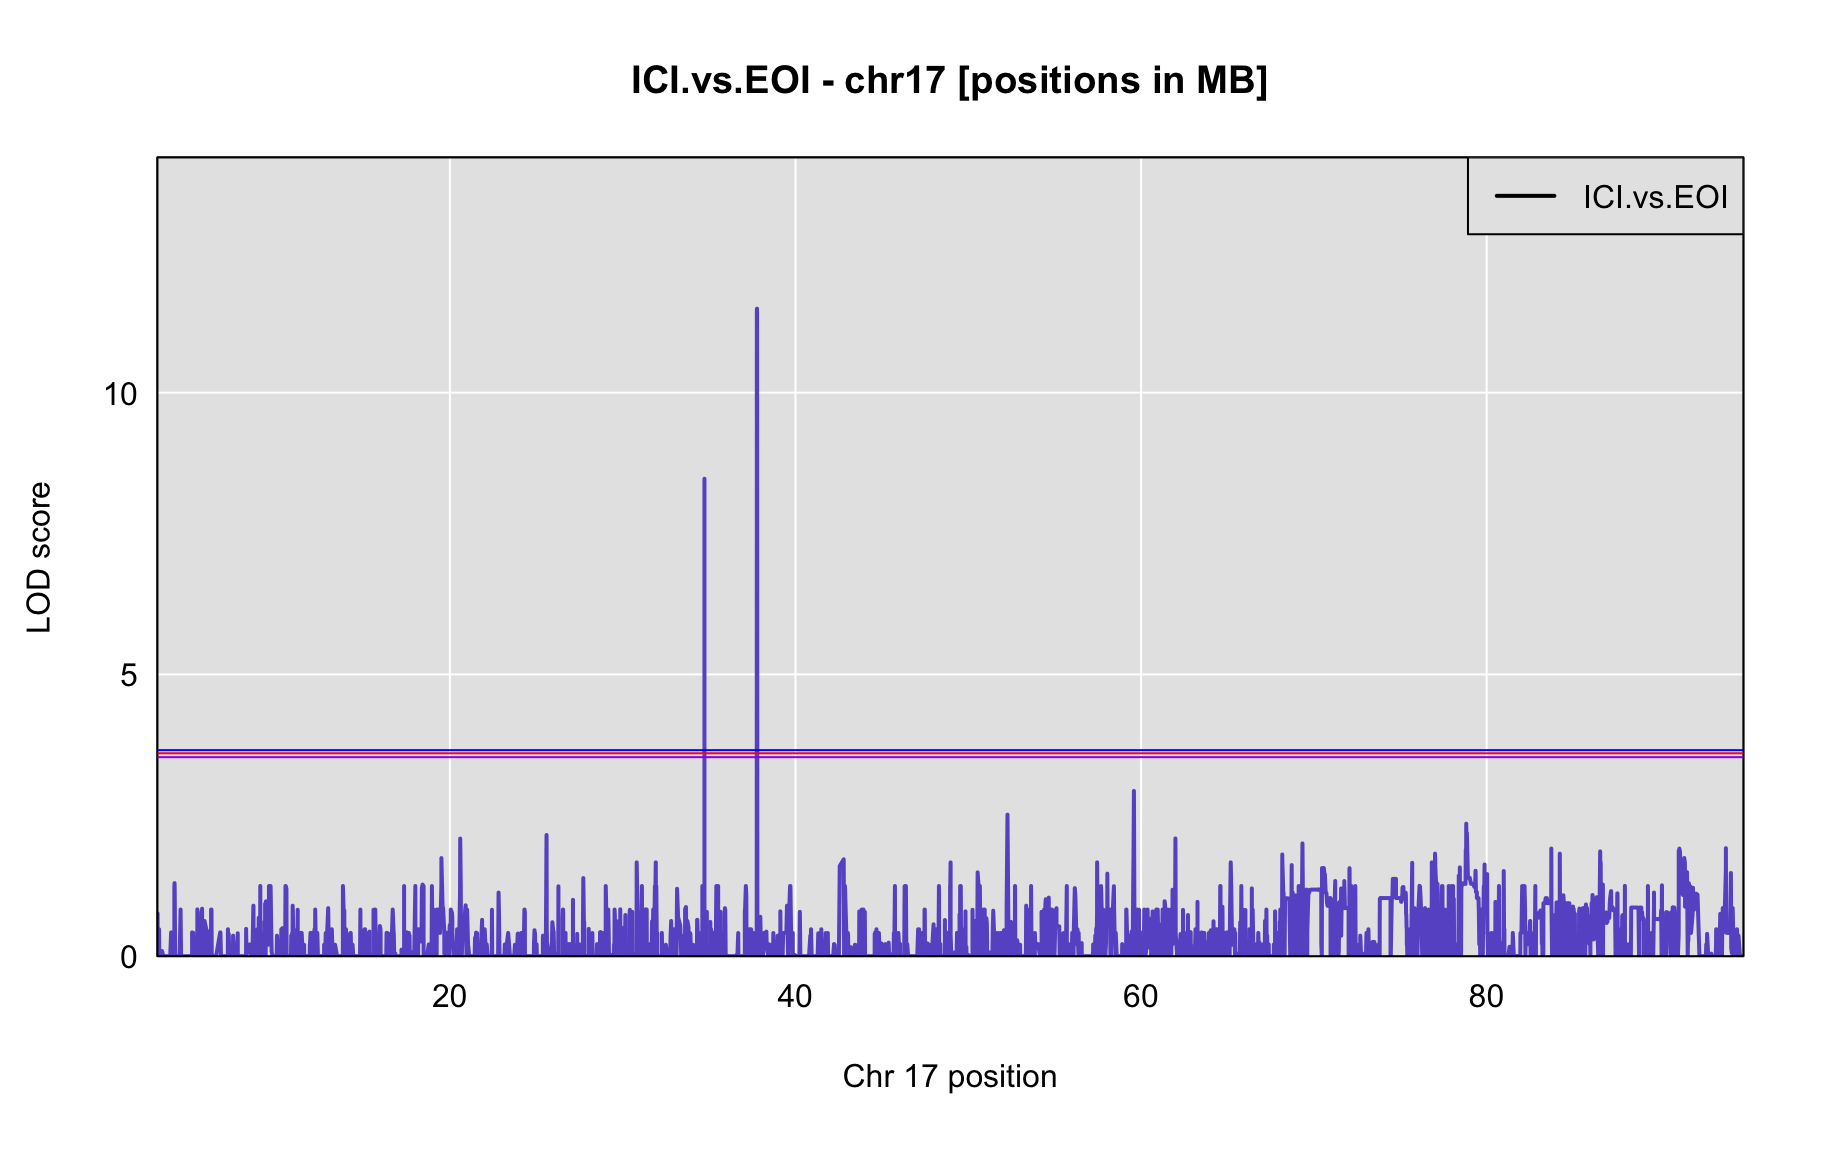 ICI.vs.EOI - chr17 [positions in MB]
ICI.vs.EOI
10
5
0
LOD score
20 40 60 80
Chr 17 position